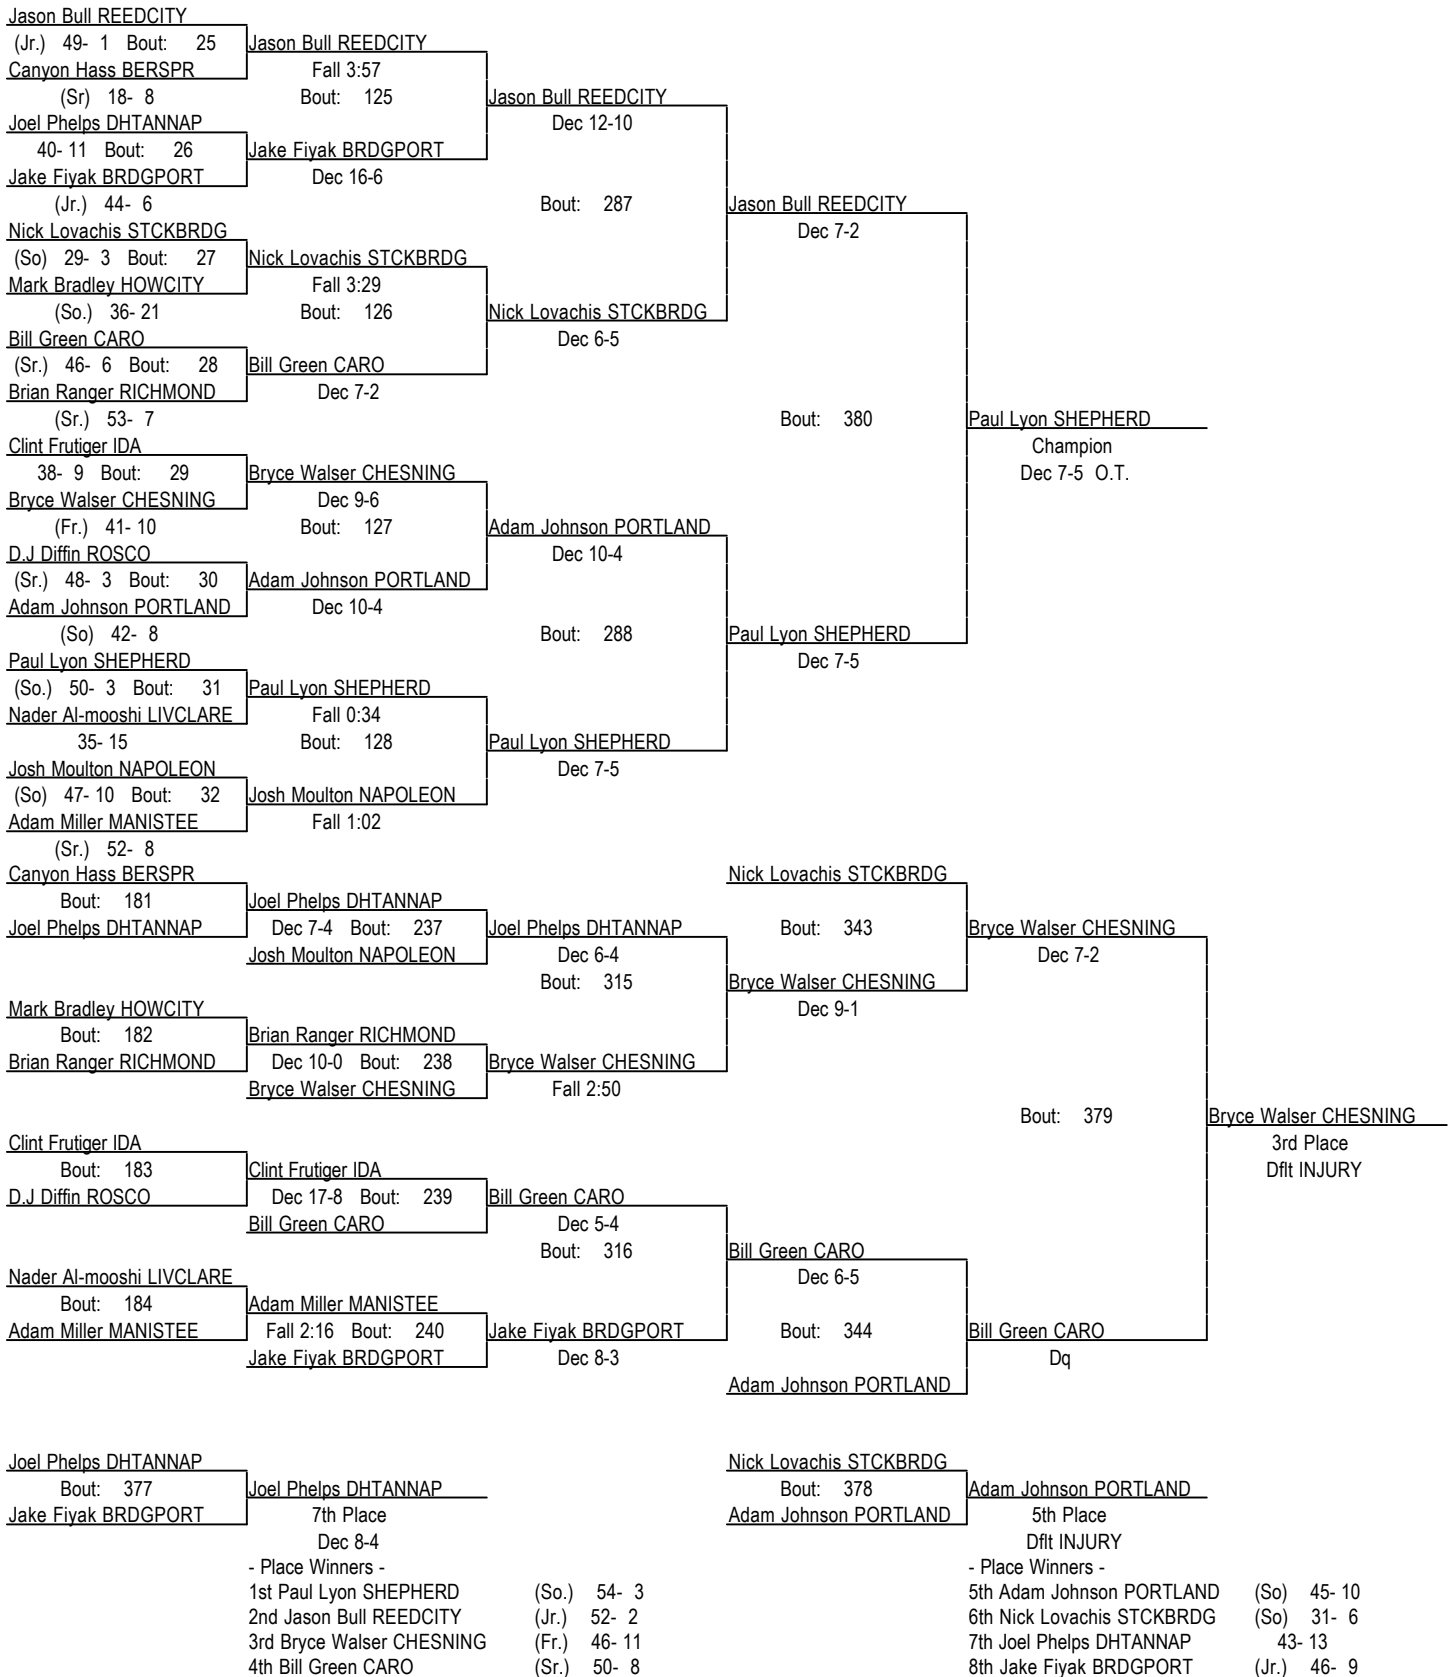 Jason Bull REEDCITY
(Jr.) 49- 1 Bout: 25 Jason Bull REEDCITY
Canyon Hass BERSPR Fall 3:57
(Sr) 18- 8 Bout: 125 Jason Bull REEDCITY
Joel Phelps DHTANNAP Dec 12-10
40- 11 Bout: 26 Jake Fiyak BRDGPORT
Jake Fiyak BRDGPORT Dec 16-6
(Jr.) 44- 6 Bout: 287 Jason Bull REEDCITY
Nick Lovachis STCKBRDG Dec 7-2
(So) 29- 3 Bout: 27 Nick Lovachis STCKBRDG
Mark Bradley HOWCITY Fall 3:29
(So.) 36- 21 Bout: 126 Nick Lovachis STCKBRDG
Bill Green CARO Dec 6-5
(Sr.) 46- 6 Bout: 28 Bill Green CARO
Brian Ranger RICHMOND Dec 7-2
(Sr.) 53- 7 Bout: 380 Paul Lyon SHEPHERD
Clint Frutiger IDA Champion
38- 9 Bout: 29 Bryce Walser CHESNING Dec 7-5 O.T.
Bryce Walser CHESNING Dec 9-6
(Fr.) 41- 10 Bout: 127 Adam Johnson PORTLAND
D.J Diffin ROSCO Dec 10-4
(Sr.) 48- 3 Bout: 30 Adam Johnson PORTLAND
Adam Johnson PORTLAND Dec 10-4
(So) 42- 8 Bout: 288 Paul Lyon SHEPHERD
Paul Lyon SHEPHERD Dec 7-5
(So.) 50- 3 Bout: 31 Paul Lyon SHEPHERD
Nader Al-mooshi LIVCLARE Fall 0:34
35- 15 Bout: 128 Paul Lyon SHEPHERD
Josh Moulton NAPOLEON Dec 7-5
(So) 47- 10 Bout: 32 Josh Moulton NAPOLEON
Adam Miller MANISTEE Fall 1:02
(Sr.) 52- 8
Canyon Hass BERSPR Nick Lovachis STCKBRDG
Bout: 181 Joel Phelps DHTANNAP
Joel Phelps DHTANNAP Dec 7-4 Bout: 237 Joel Phelps DHTANNAP Bout: 343 Bryce Walser CHESNING
Josh Moulton NAPOLEON Dec 6-4 Dec 7-2
Bout: 315 Bryce Walser CHESNING
Mark Bradley HOWCITY Dec 9-1
Bout: 182 Brian Ranger RICHMOND
Brian Ranger RICHMOND Dec 10-0 Bout: 238 Bryce Walser CHESNING
Bryce Walser CHESNING Fall 2:50
Bout: 379 Bryce Walser CHESNING
Clint Frutiger IDA 3rd Place
Bout: 183 Clint Frutiger IDA Dflt INJURY
D.J Diffin ROSCO Dec 17-8 Bout: 239 Bill Green CARO
Bill Green CARO Dec 5-4
Bout: 316 Bill Green CARO
Nader Al-mooshi LIVCLARE Dec 6-5
Bout: 184 Adam Miller MANISTEE
Adam Miller MANISTEE Fall 2:16 Bout: 240 Jake Fiyak BRDGPORT Bout: 344 Bill Green CARO
Jake Fiyak BRDGPORT Dec 8-3 Dq
Adam Johnson PORTLAND
Joel Phelps DHTANNAP Nick Lovachis STCKBRDG
Bout: 377 Joel Phelps DHTANNAP Bout: 378 Adam Johnson PORTLAND
Jake Fiyak BRDGPORT 7th Place Adam Johnson PORTLAND 5th Place
Dec 8-4 Dflt INJURY
- Place Winners - - Place Winners -
1st Paul Lyon SHEPHERD (So.) 54- 3 5th Adam Johnson PORTLAND (So) 45- 10
2nd Jason Bull REEDCITY (Jr.) 52- 2 6th Nick Lovachis STCKBRDG (So) 31- 6
3rd Bryce Walser CHESNING (Fr.) 46- 11 7th Joel Phelps DHTANNAP 43- 13
4th Bill Green CARO (Sr.) 50- 8 8th Jake Fiyak BRDGPORT (Jr.) 46- 9